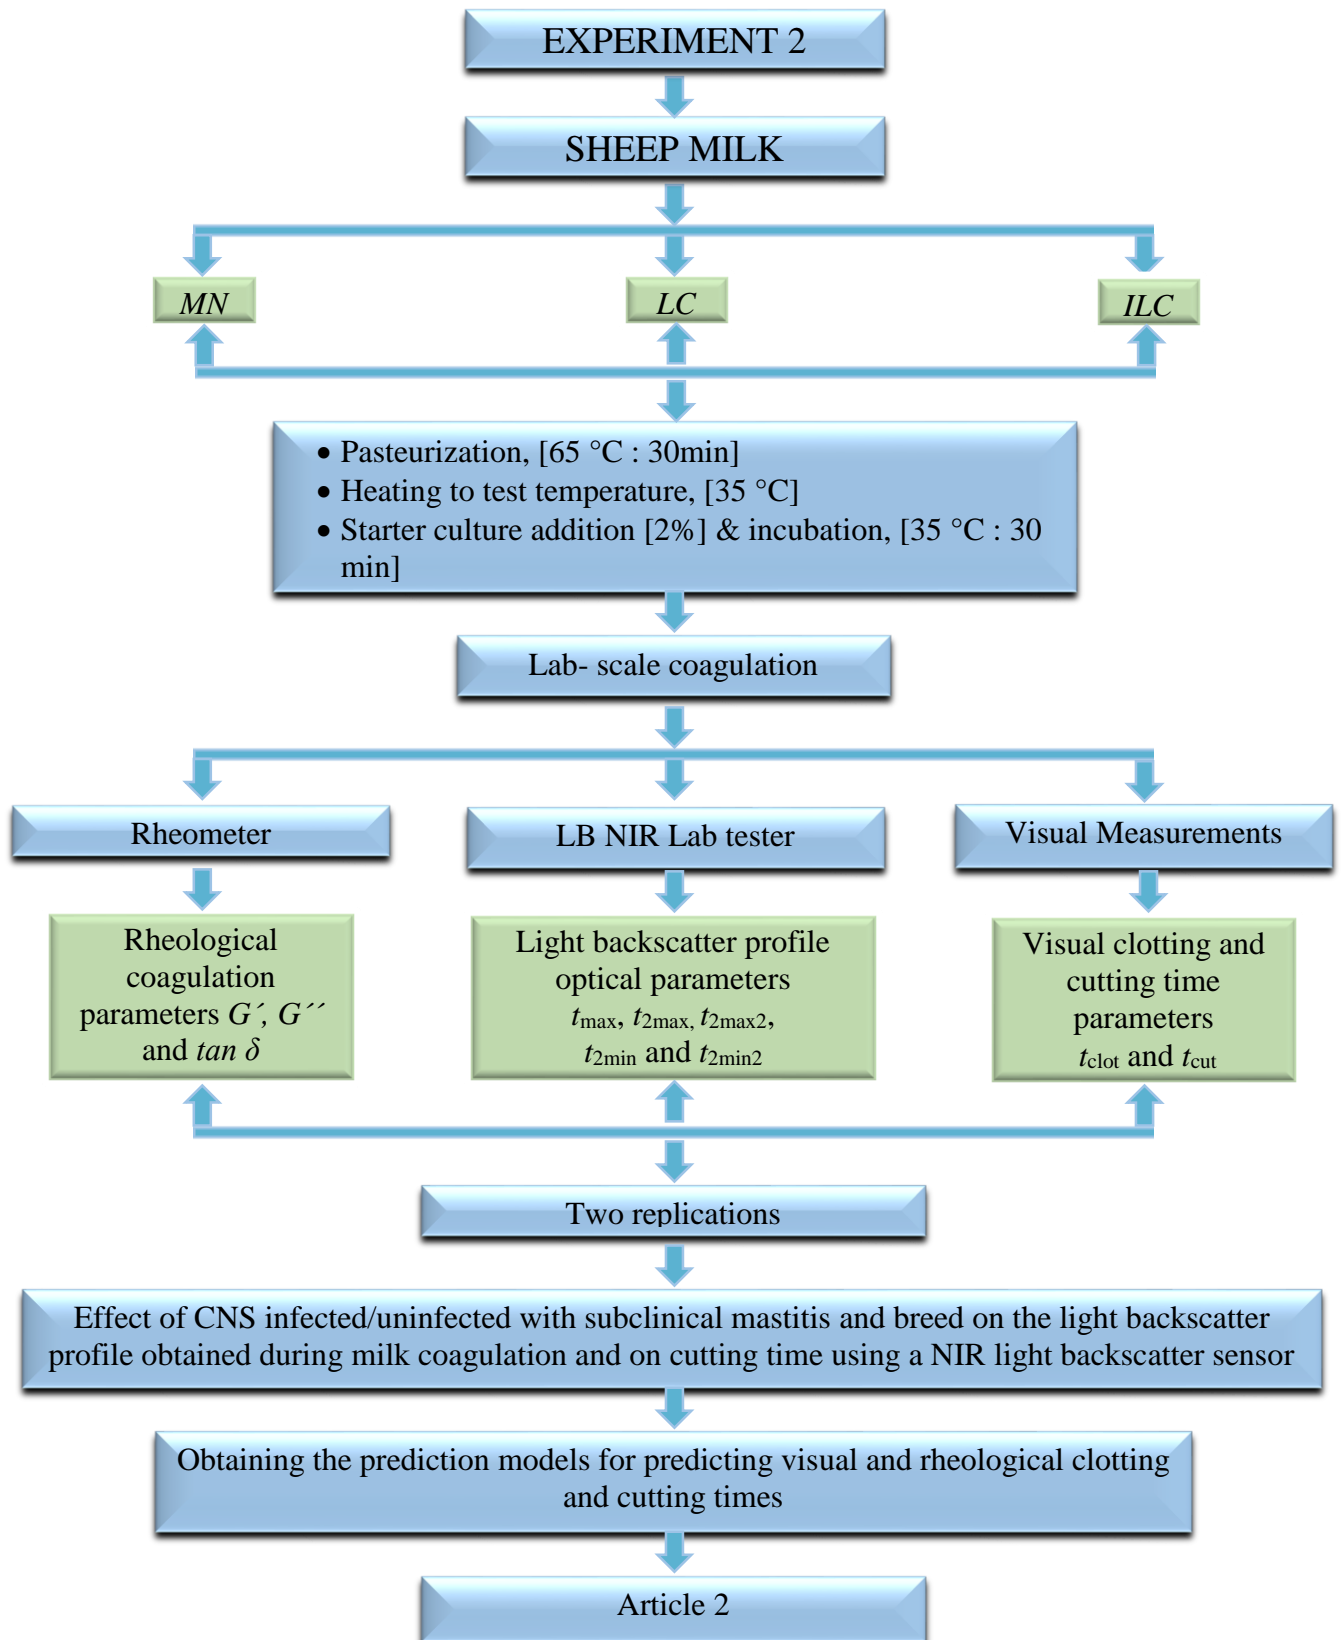 EXPERIMENT 2
SHEEP MILK
MN
LC
ILC
• Pasteurization, [65 °C : 30min]
• Heating to test temperature, [35 °C]
• Starter culture addition [2%] & incubation, [35 °C : 30
min]
Lab- scale coagulation
Rheometer
LB NIR Lab tester
Visual Measurements
Rheological
coagulation
parameters G´, G´´
and tan δ
Light backscatter profile
optical parameters
tmax, t2max, t2max2,
t2min and t2min2
Visual clotting and
cutting time
parameters
tclot and tcut
Two replications
Effect of CNS infected/uninfected with subclinical mastitis and breed on the light backscatter
profile obtained during milk coagulation and on cutting time using a NIR light backscatter sensor
Obtaining the prediction models for predicting visual and rheological clotting
and cutting times
Article 2